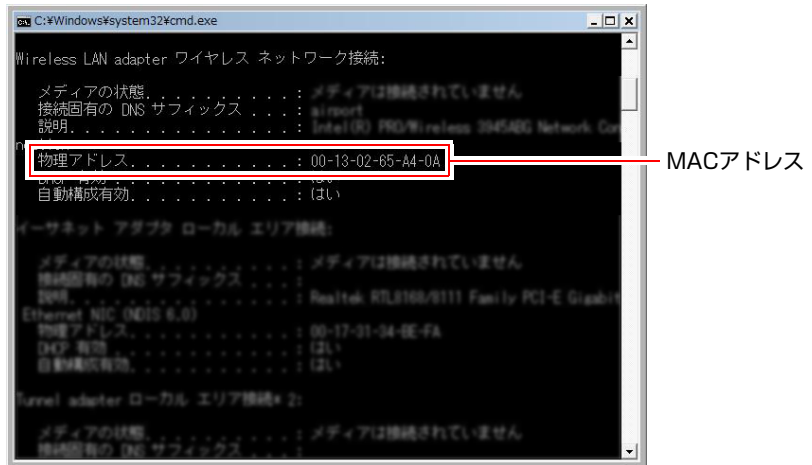 C:¥Windows¥system32¥cmd.exe
Wireless LAN adapter ワイヤレス ネットワーク接続:
メディアの状態. . . . . . . . . . . . : メディアは接続されていません
接続固有の DNS サフィックス . . . : airport
説明. . . . . . . . . . . . . . . . . : Intel(R) PRO/Wireless 3945ABG Network Con
物理アドレス. . . . . . . . . . . . . : 00-13-02-65-A4-0A
MACアドレス
DHCP 有効 . . . . . . . . . . . . . . : はい
自動構成有効. . . . . . . . . . . . . : はい
イーサネット アダプタ ローカル エリア接続:
メディアの状態. . . . . . . . . . . . : メディアは接続されていません
接続固有の DNS サフィックス . . . :
説明. . . . . . . . . . . . . . . . . : Realtek RTL8168/8111 Family PCI-E Gigabit
Ethernet NIC (NDIS 6.0)
物理アドレス. . . . . . . . . . . . . : 00-17-31-34-BE-FA
DHCP 有効 . . . . . . . . . . . . . . : はい
自動構成有効. . . . . . . . . . . . . : はい
Tunnel adapter ローカル エリア接続* 2:
メディアの状態. . . . . . . . . . . . : メディアは接続されていません
接続固有の DNS サフィックス . . . :